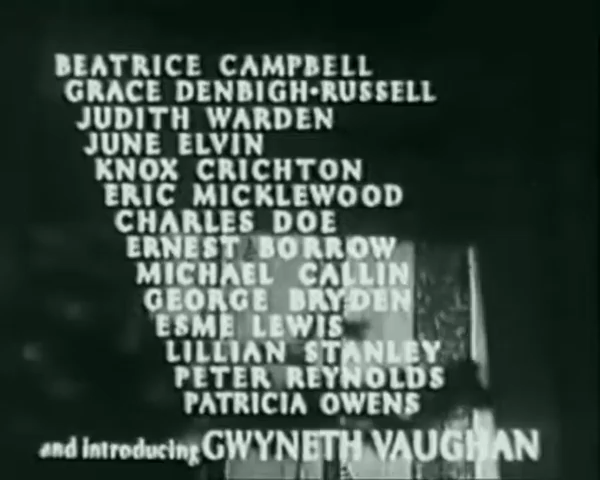 BEATRICE CAMPBELL
GRACE DENBIGH·RUSSELL
JUDITH WARDEN
JUNE ELVIN
KNOX CRICHTON
ERIC MICKLEWOOD
CHARLES DOE
ERNEST BORROW
MICHAEL CALLIN
GEORGE BRYDEN
ESME LEWIS
LILLIAN STANLEY
PETER REYNOLDS
PATRICIA OWENS
and introducing GWYNETH VAUGHAN